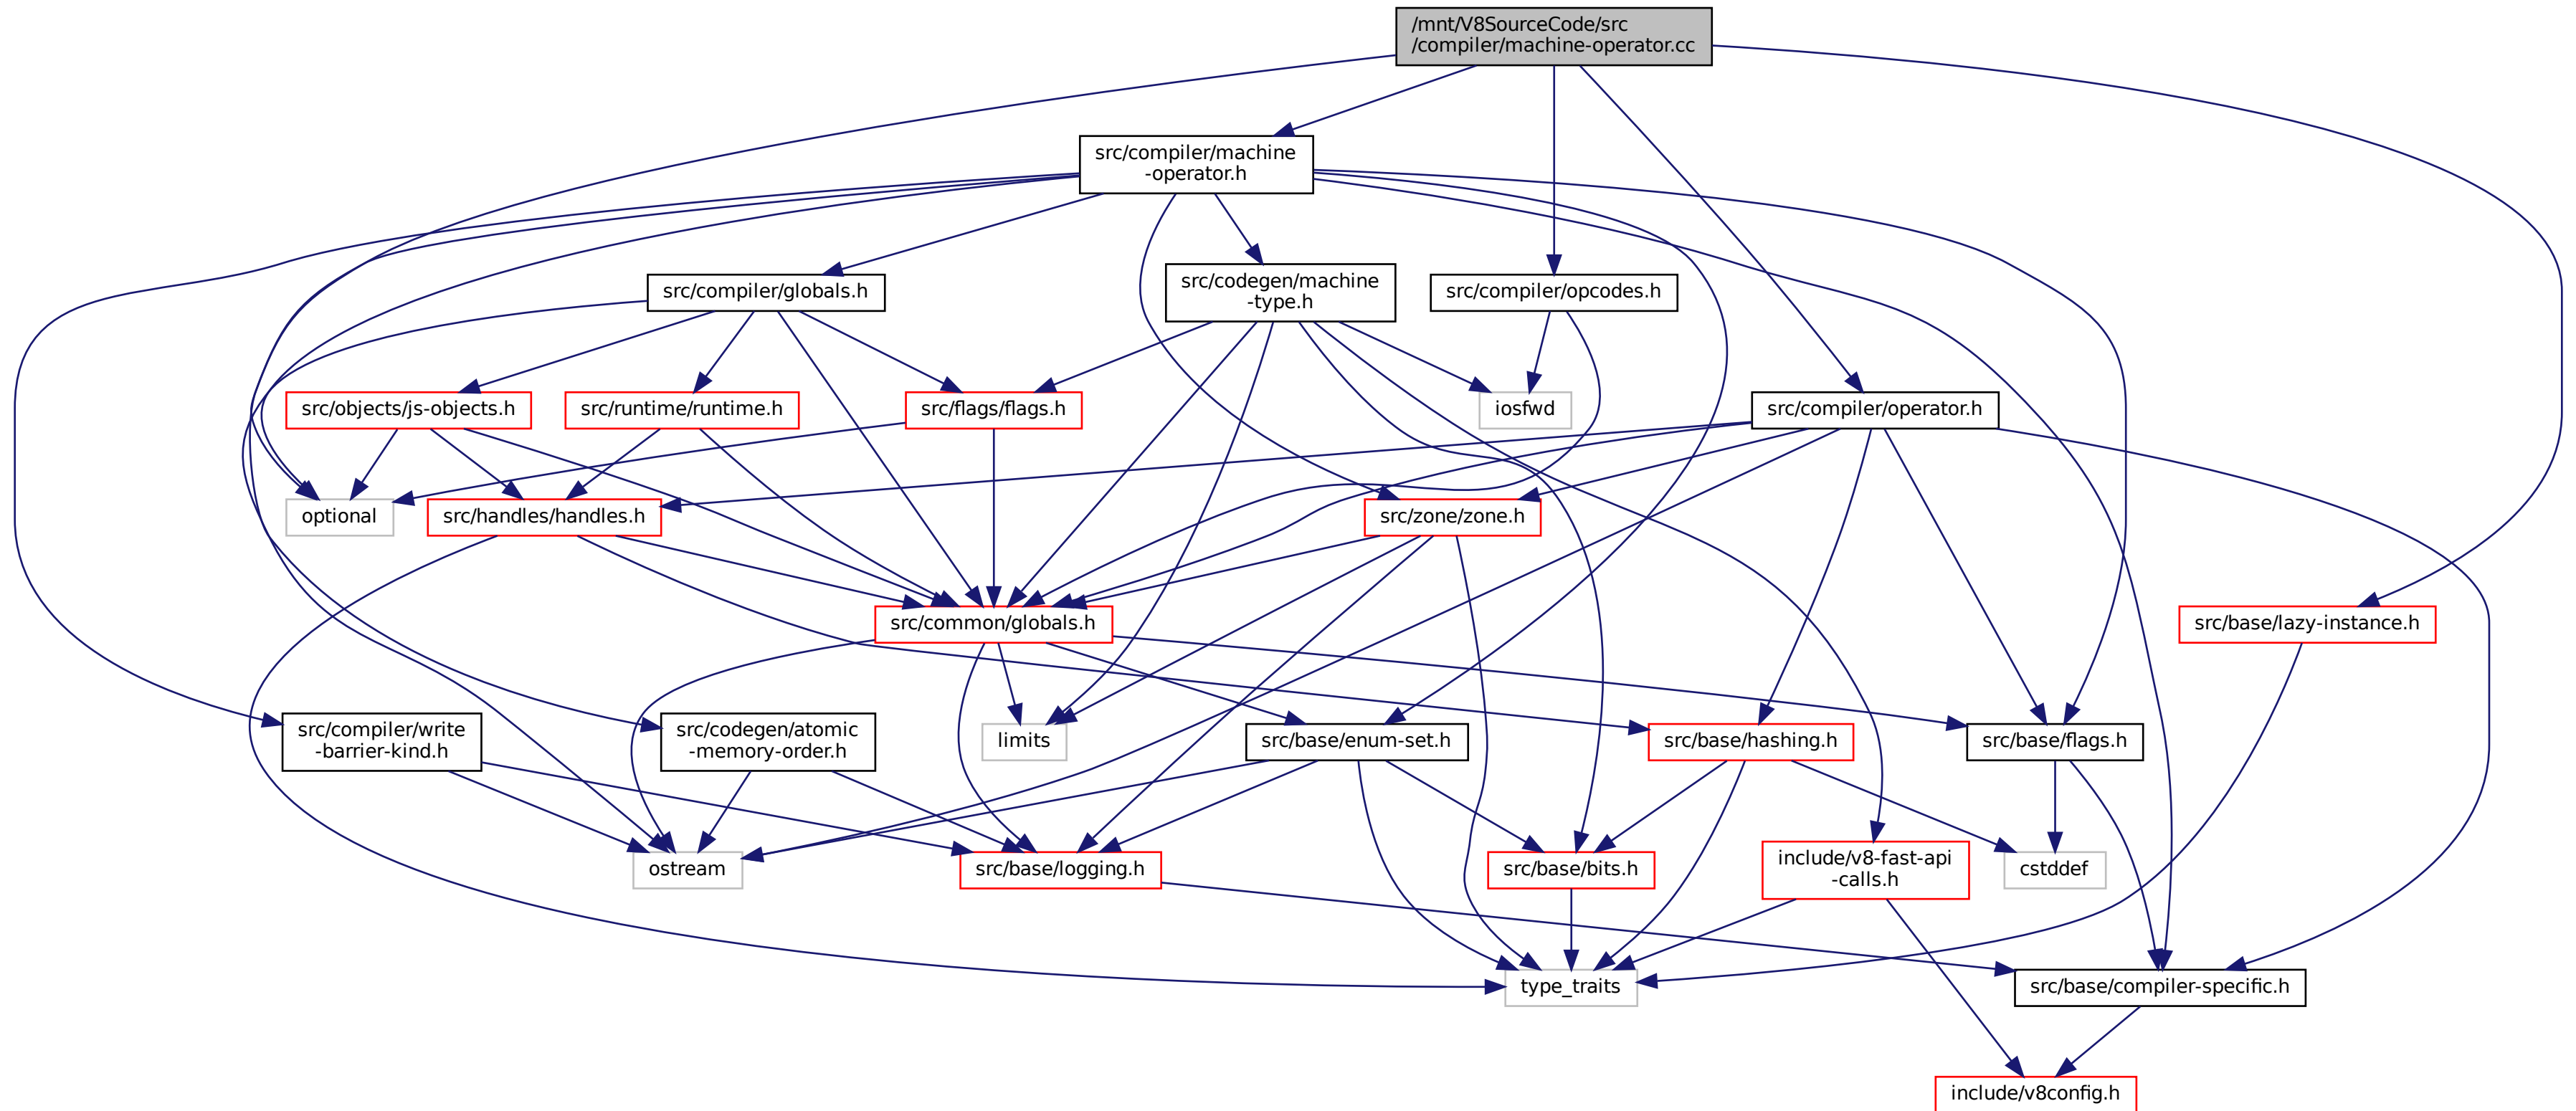 /mnt/V8SourceCode/src
/compiler/machine-operator.cc
src/compiler/machine
-operator.h
src/compiler/globals.h
src/codegen/machine
-type.h
src/compiler/opcodes.h
src/objects/js-objects.h
src/runtime/runtime.h
src/flags/flags.h
iosfwd
src/compiler/operator.h
optional
src/handles/handles.h
src/zone/zone.h
src/common/globals.h
src/base/lazy-instance.h
src/compiler/write
-barrier-kind.h
src/codegen/atomic
-memory-order.h
limits
src/base/enum-set.h
src/base/hashing.h
src/base/flags.h
ostream
src/base/logging.h
src/base/bits.h
include/v8-fast-api
-calls.h
cstddef
type_traits
src/base/compiler-specific.h
include/v8config.h